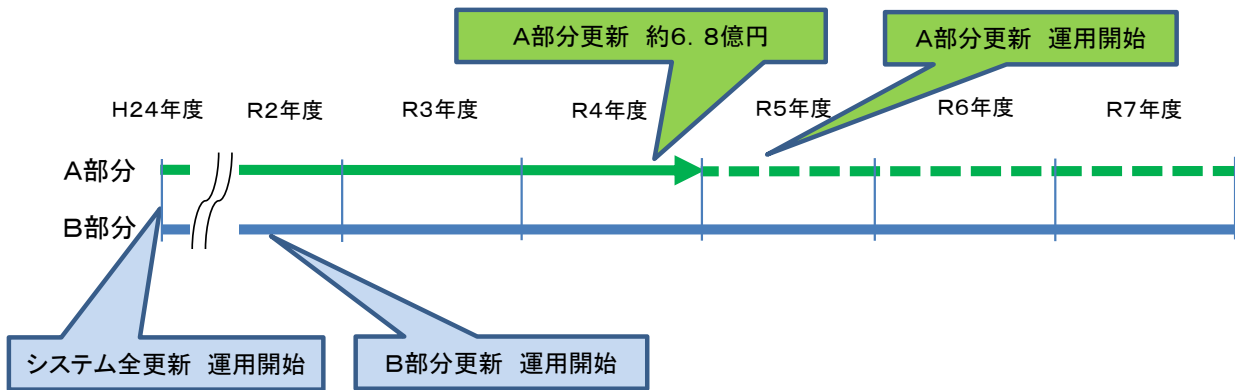 A部分更新 約6.8億円
A部分更新 運用開始
H24年度 R2年度 R3年度 R4年度 R5年度 R6年度 R7年度
A部分
B部分
システム全更新 運用開始
B部分更新 運用開始